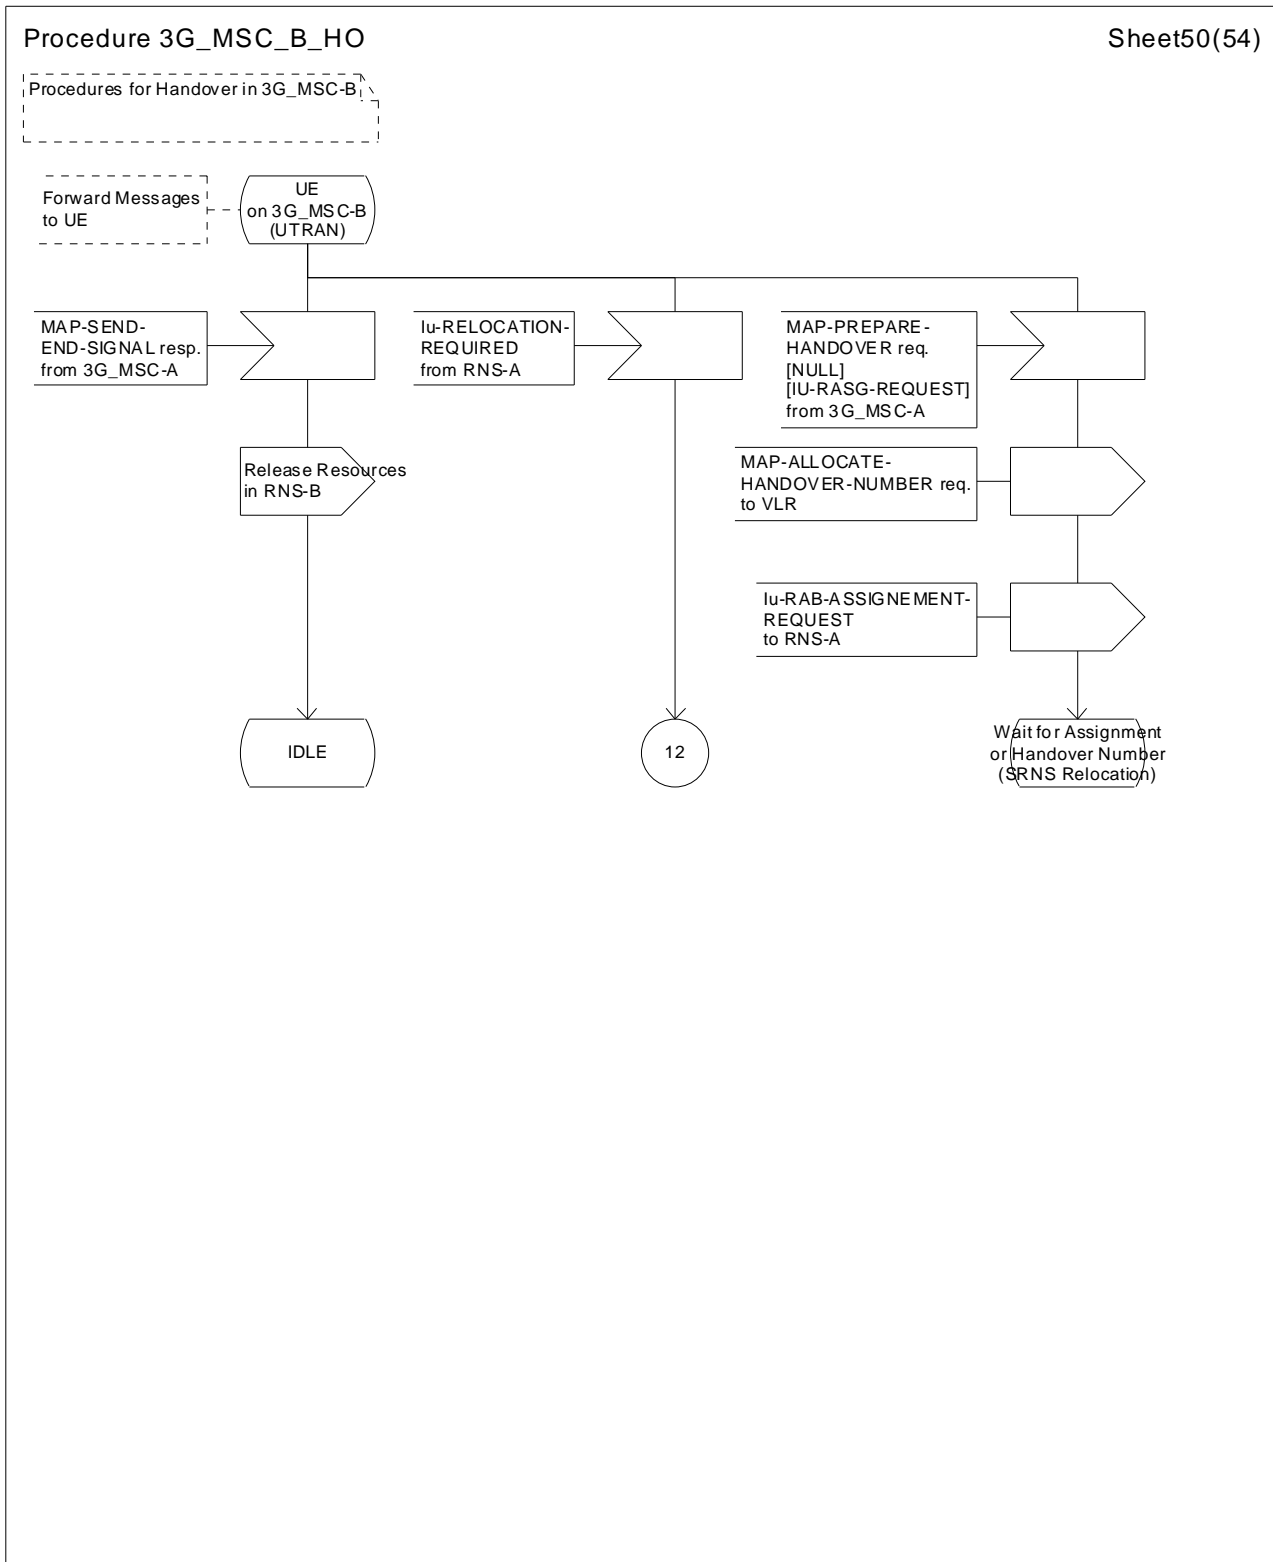 Procedure 3G_MSC_B_HO
Sheet50(54)
Procedures for Handover in 3G_MSC-B
Forward Messages
to UE
UE
on 3G_MSC-B
(UTRAN)
MAP-SEND-
END-SIGNAL resp.
from 3G_MSC-A
Iu-RELOCATION-
REQUIRED
from RNS-A
MAP-PREPARE-
HANDOVER req.
[NULL]
[IU-RASG-REQUEST]
from 3G_MSC-A
Release Resources
in RNS-B
MAP-ALLOCATE-
HANDOVER-NUMBER req.
to VLR
Iu-RAB-ASSIGNEMENT-
REQUEST
to RNS-A
IDLE
12
Wait for Assignment
or Handover Number
(SRNS Relocation)